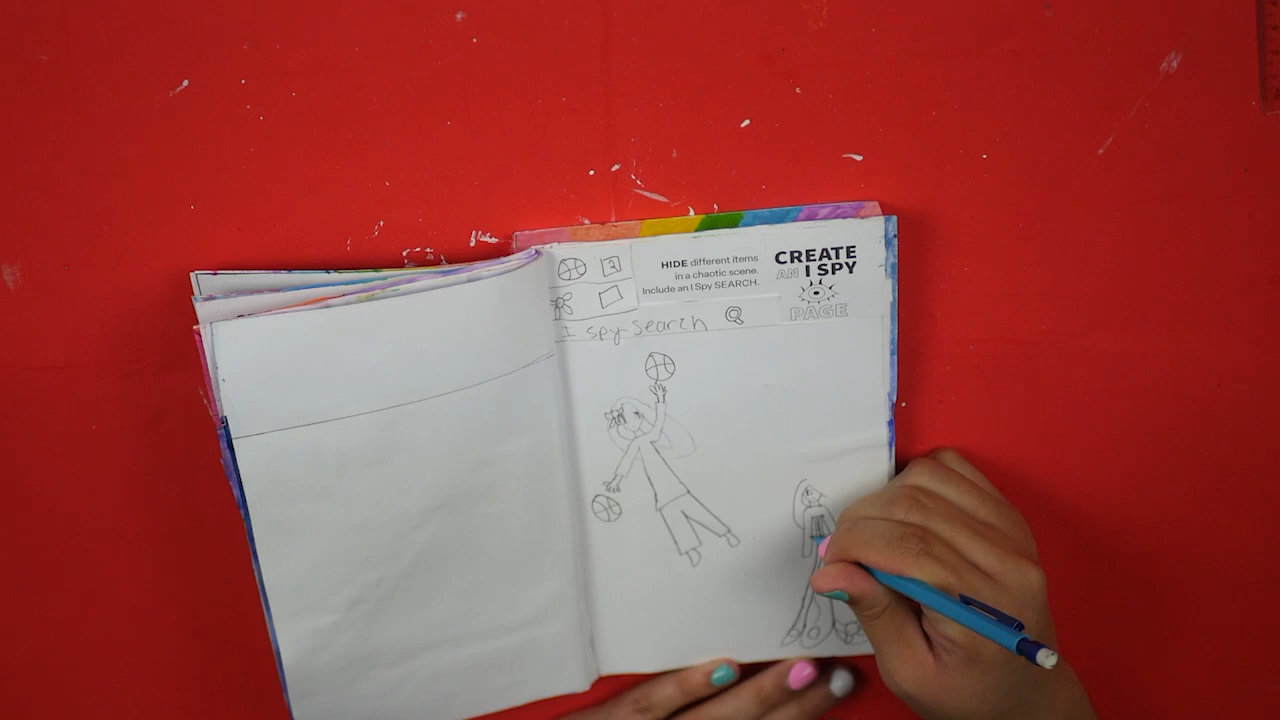 HIDE different items
in a chaotic scene.
Include an I Spy SEARCH.
CREATE
AN I SPY
PAGE
I spy search